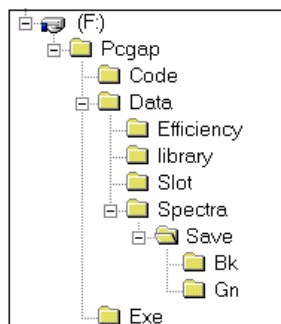 (F:)
Pcgap
Code
Data
Efficiency
library
Slot
Spectra
Save
Bk
Gn
Exe